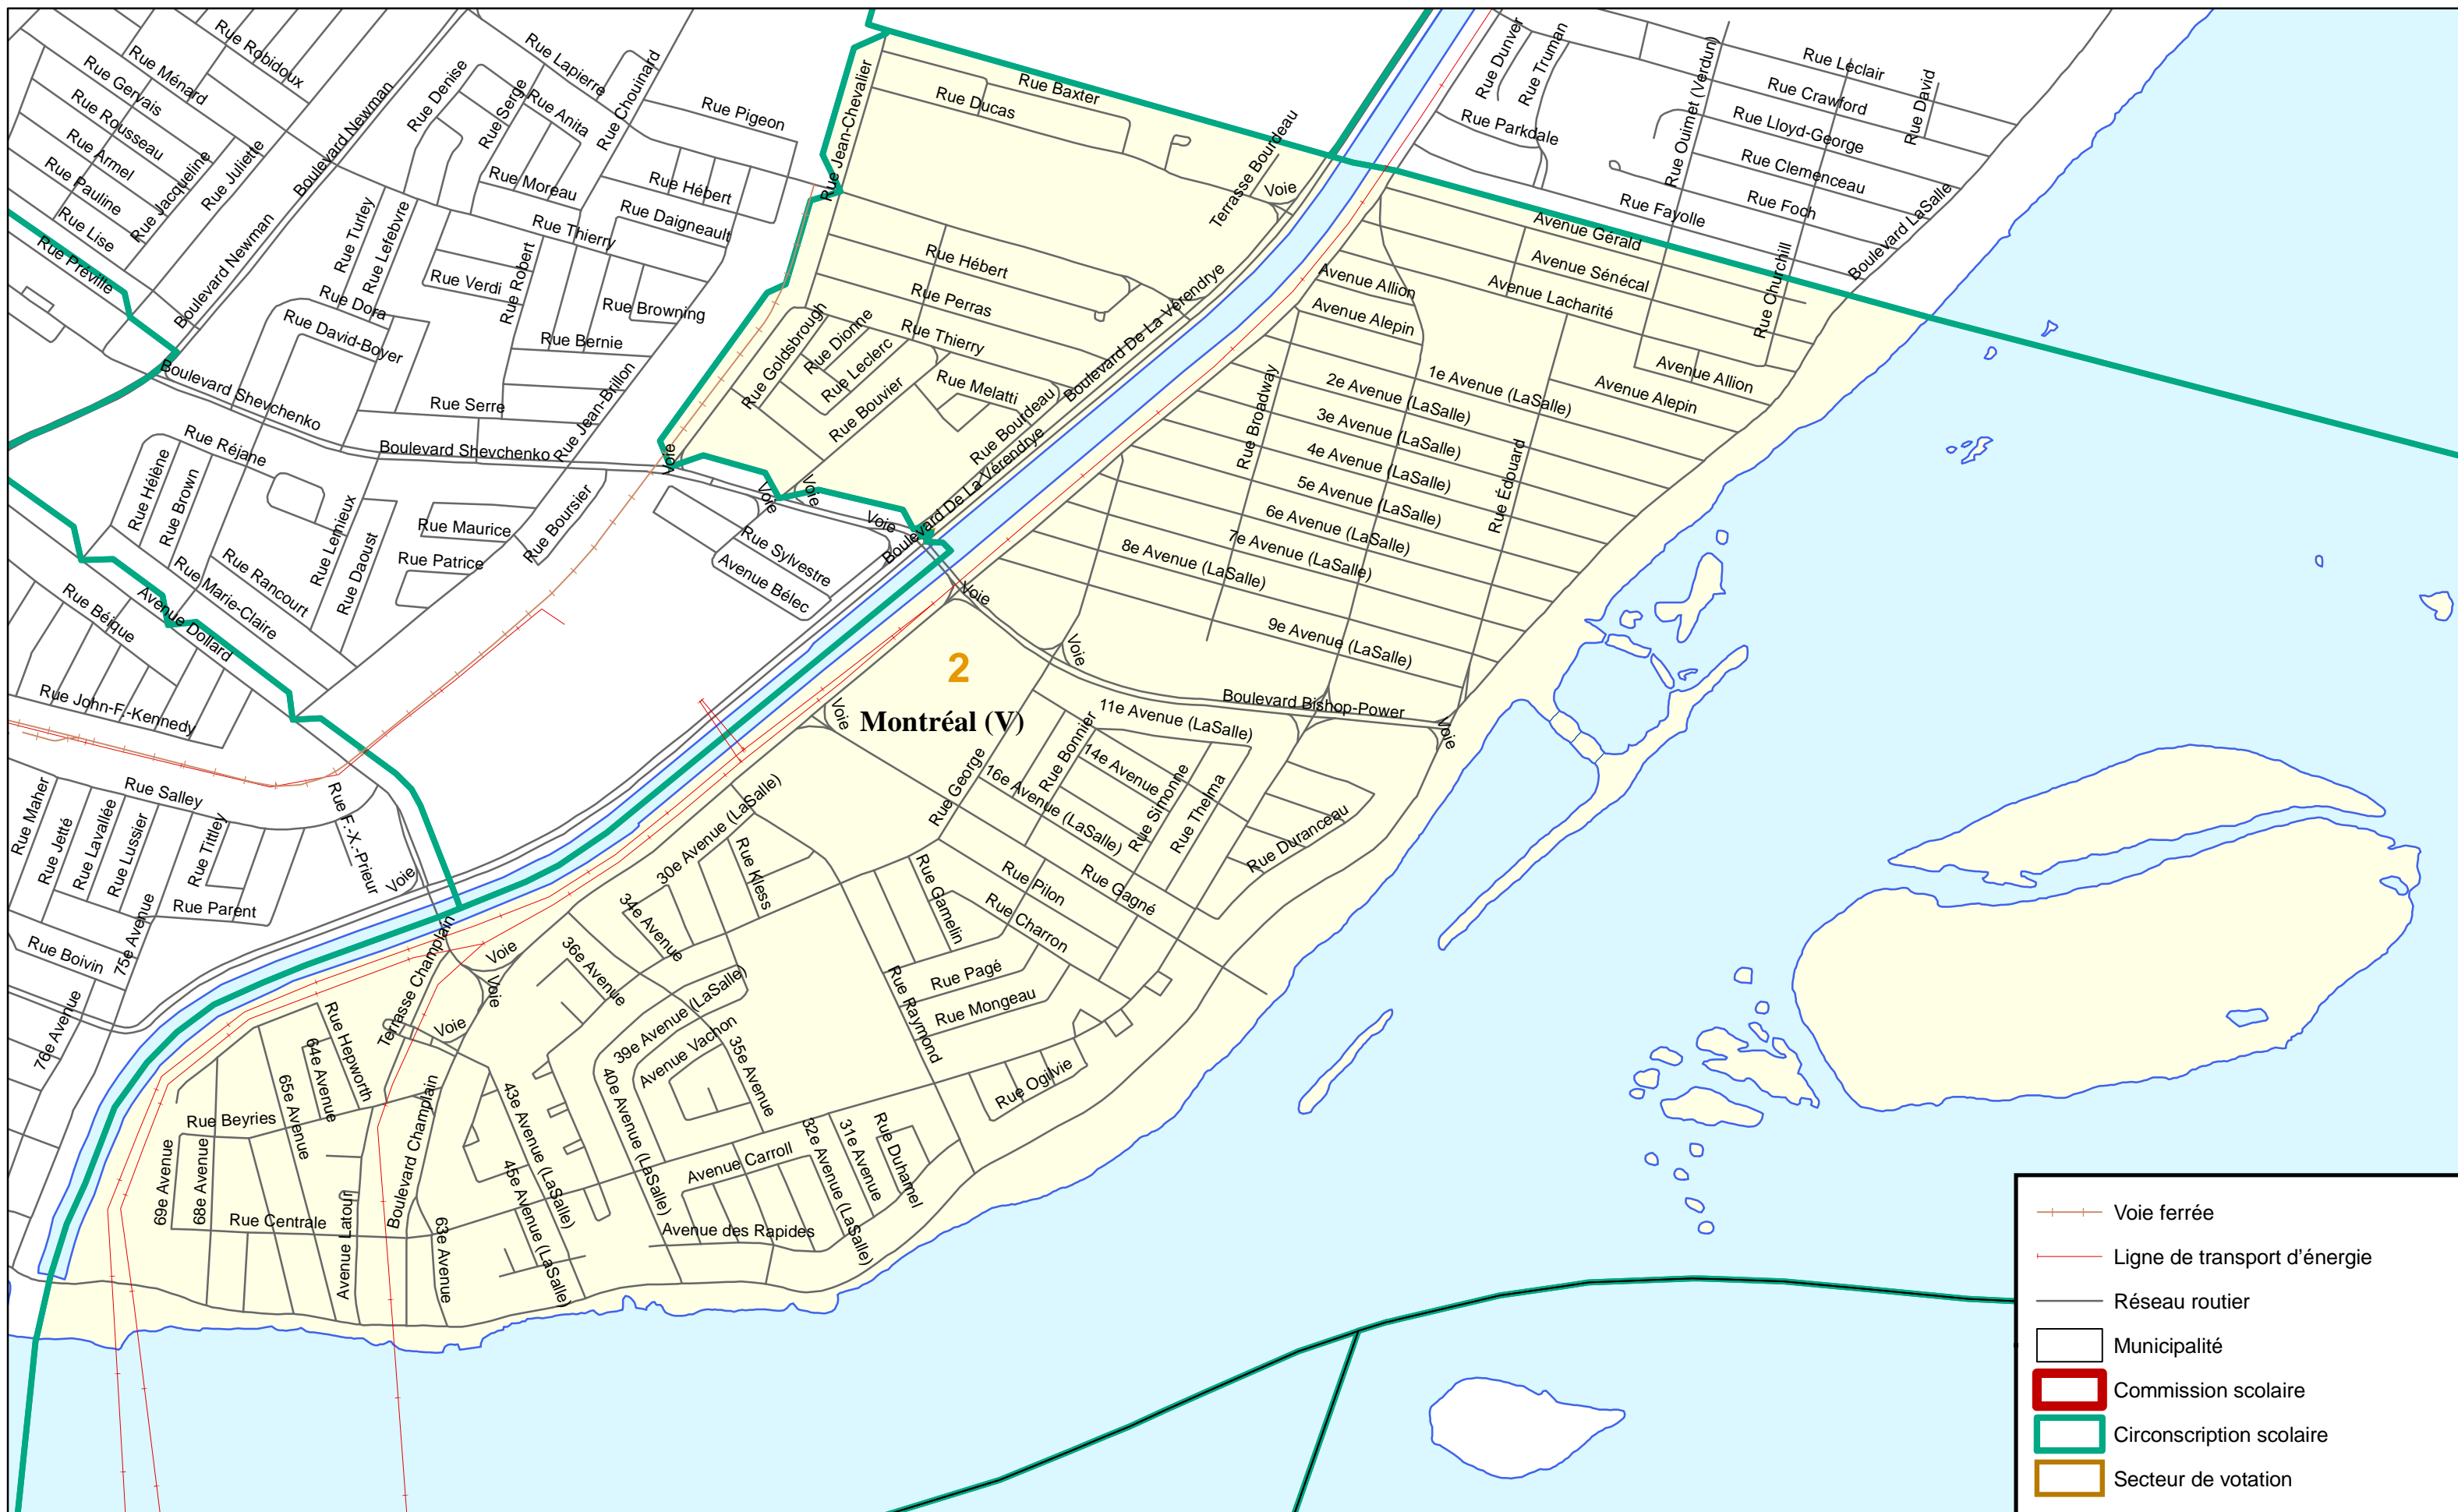 Rue Robidoux
Rue Ménard
Rue Gervais
Rue Rousseau
Rue Armel
Rue Pauline
Rue Lise
Rue Préville
Rue Jacqueline
Rue Juliette
Boulevard Newman
Boulevard Newman
Rue Lapierre
Rue Denise
Rue Serge
Rue Anita
Rue Chouinard
Rue Pigeon
Rue Moreau
Rue Hébert
Rue Daigneault
Rue Thierry
Rue Turley
Rue Lefebvre
Rue Verdi
Rue Robert
Rue Browning
Rue Dora
Rue David-Boyer
Rue Bernie
Boulevard Shevchenko
Rue Serre
Rue Jean-Brillon
Boulevard Shevchenko
Rue Jean-Chevalier
Rue Baxter
Rue Ducas
Terrasse Bourdeau
Voie
Rue Hébert
Rue Perras
Rue Thierry
Rue Goldsbrough
Rue Dionne
Rue Leclerc
Rue Bouvier
Rue Melatti
Rue Bourdeau
Boulevard De La Vérendrye
Boulevard De La Vérendrye
Boulevard De La Vérendrye
Rue Dunver
Rue Truman
Rue Parkdale
Rue Ouimet (Verdun)
Rue Leclair
Rue Crawford
Rue David
Rue Lloyd-George
Rue Clemenceau
Rue Foch
Rue Fayolle
Boulevard LaSalle
Rue Churchill
Avenue Gérald
Avenue Sénécal
Avenue Lacharité
Avenue Allion
Avenue Alepin
Avenue Allion
Avenue Alepin
Rue Broadway
1e Avenue (LaSalle)
2e Avenue (LaSalle)
3e Avenue (LaSalle)
4e Avenue (LaSalle)
5e Avenue (LaSalle)
6e Avenue (LaSalle)
7e Avenue (LaSalle)
8e Avenue (LaSalle)
9e Avenue (LaSalle)
Rue Édouard
Rue Réjane
Rue Hélène
Rue Brown
Rue Lemieux
Rue Daoust
Rue Maurice
Rue Patrice
Rue Boursier
Rue Rancourt
Rue Marie-Claire
Voie
Voie
Voie
Voie
Rue Sylvestre
Avenue Bélec
Voie
Voie
Rue Béique
Avenue Dollard
Rue John-F.-Kennedy
2
Montréal (V)
Voie
Boulevard Bishop-Power
Voie
11e Avenue (LaSalle)
14e Avenue
16e Avenue (LaSalle)
Rue Bonnier
Rue Simonne
Rue Thelma
Rue Duranceau
Rue George
Rue Gagné
Rue Pilon
Rue Charron
Rue Gamelin
Rue Pagé
Rue Mongeau
Rue Raymond
Rue Ogilvie
Rue Maher
Rue Jetté
Rue Lavallée
Rue Lussier
Rue Salley
Rue Tittley
Rue Parent
Rue F.-X.-Prieur
Voie
Rue Boivin
75e Avenue
76e Avenue
30e Avenue (LaSalle)
Rue Kless
34e Avenue
36e Avenue
39e Avenue (LaSalle)
Avenue Vachon
35e Avenue
40e Avenue (LaSalle)
Terrasse Champlain
Voie
Voie
Voie
Rue Hepworth
64e Avenue
65e Avenue
Rue Beyries
69e Avenue
68e Avenue
Rue Centrale
Avenue Latour
Boulevard Champlain
63e Avenue
43e Avenue (LaSalle)
45e Avenue (LaSalle)
Avenue Carroll
Avenue des Rapides
32e Avenue (LaSalle)
31e Avenue
Rue Duhamel
Voie ferrée
Ligne de transport d'énergie
Réseau routier
Municipalité
Commission scolaire
Circonscription scolaire
Secteur de votation